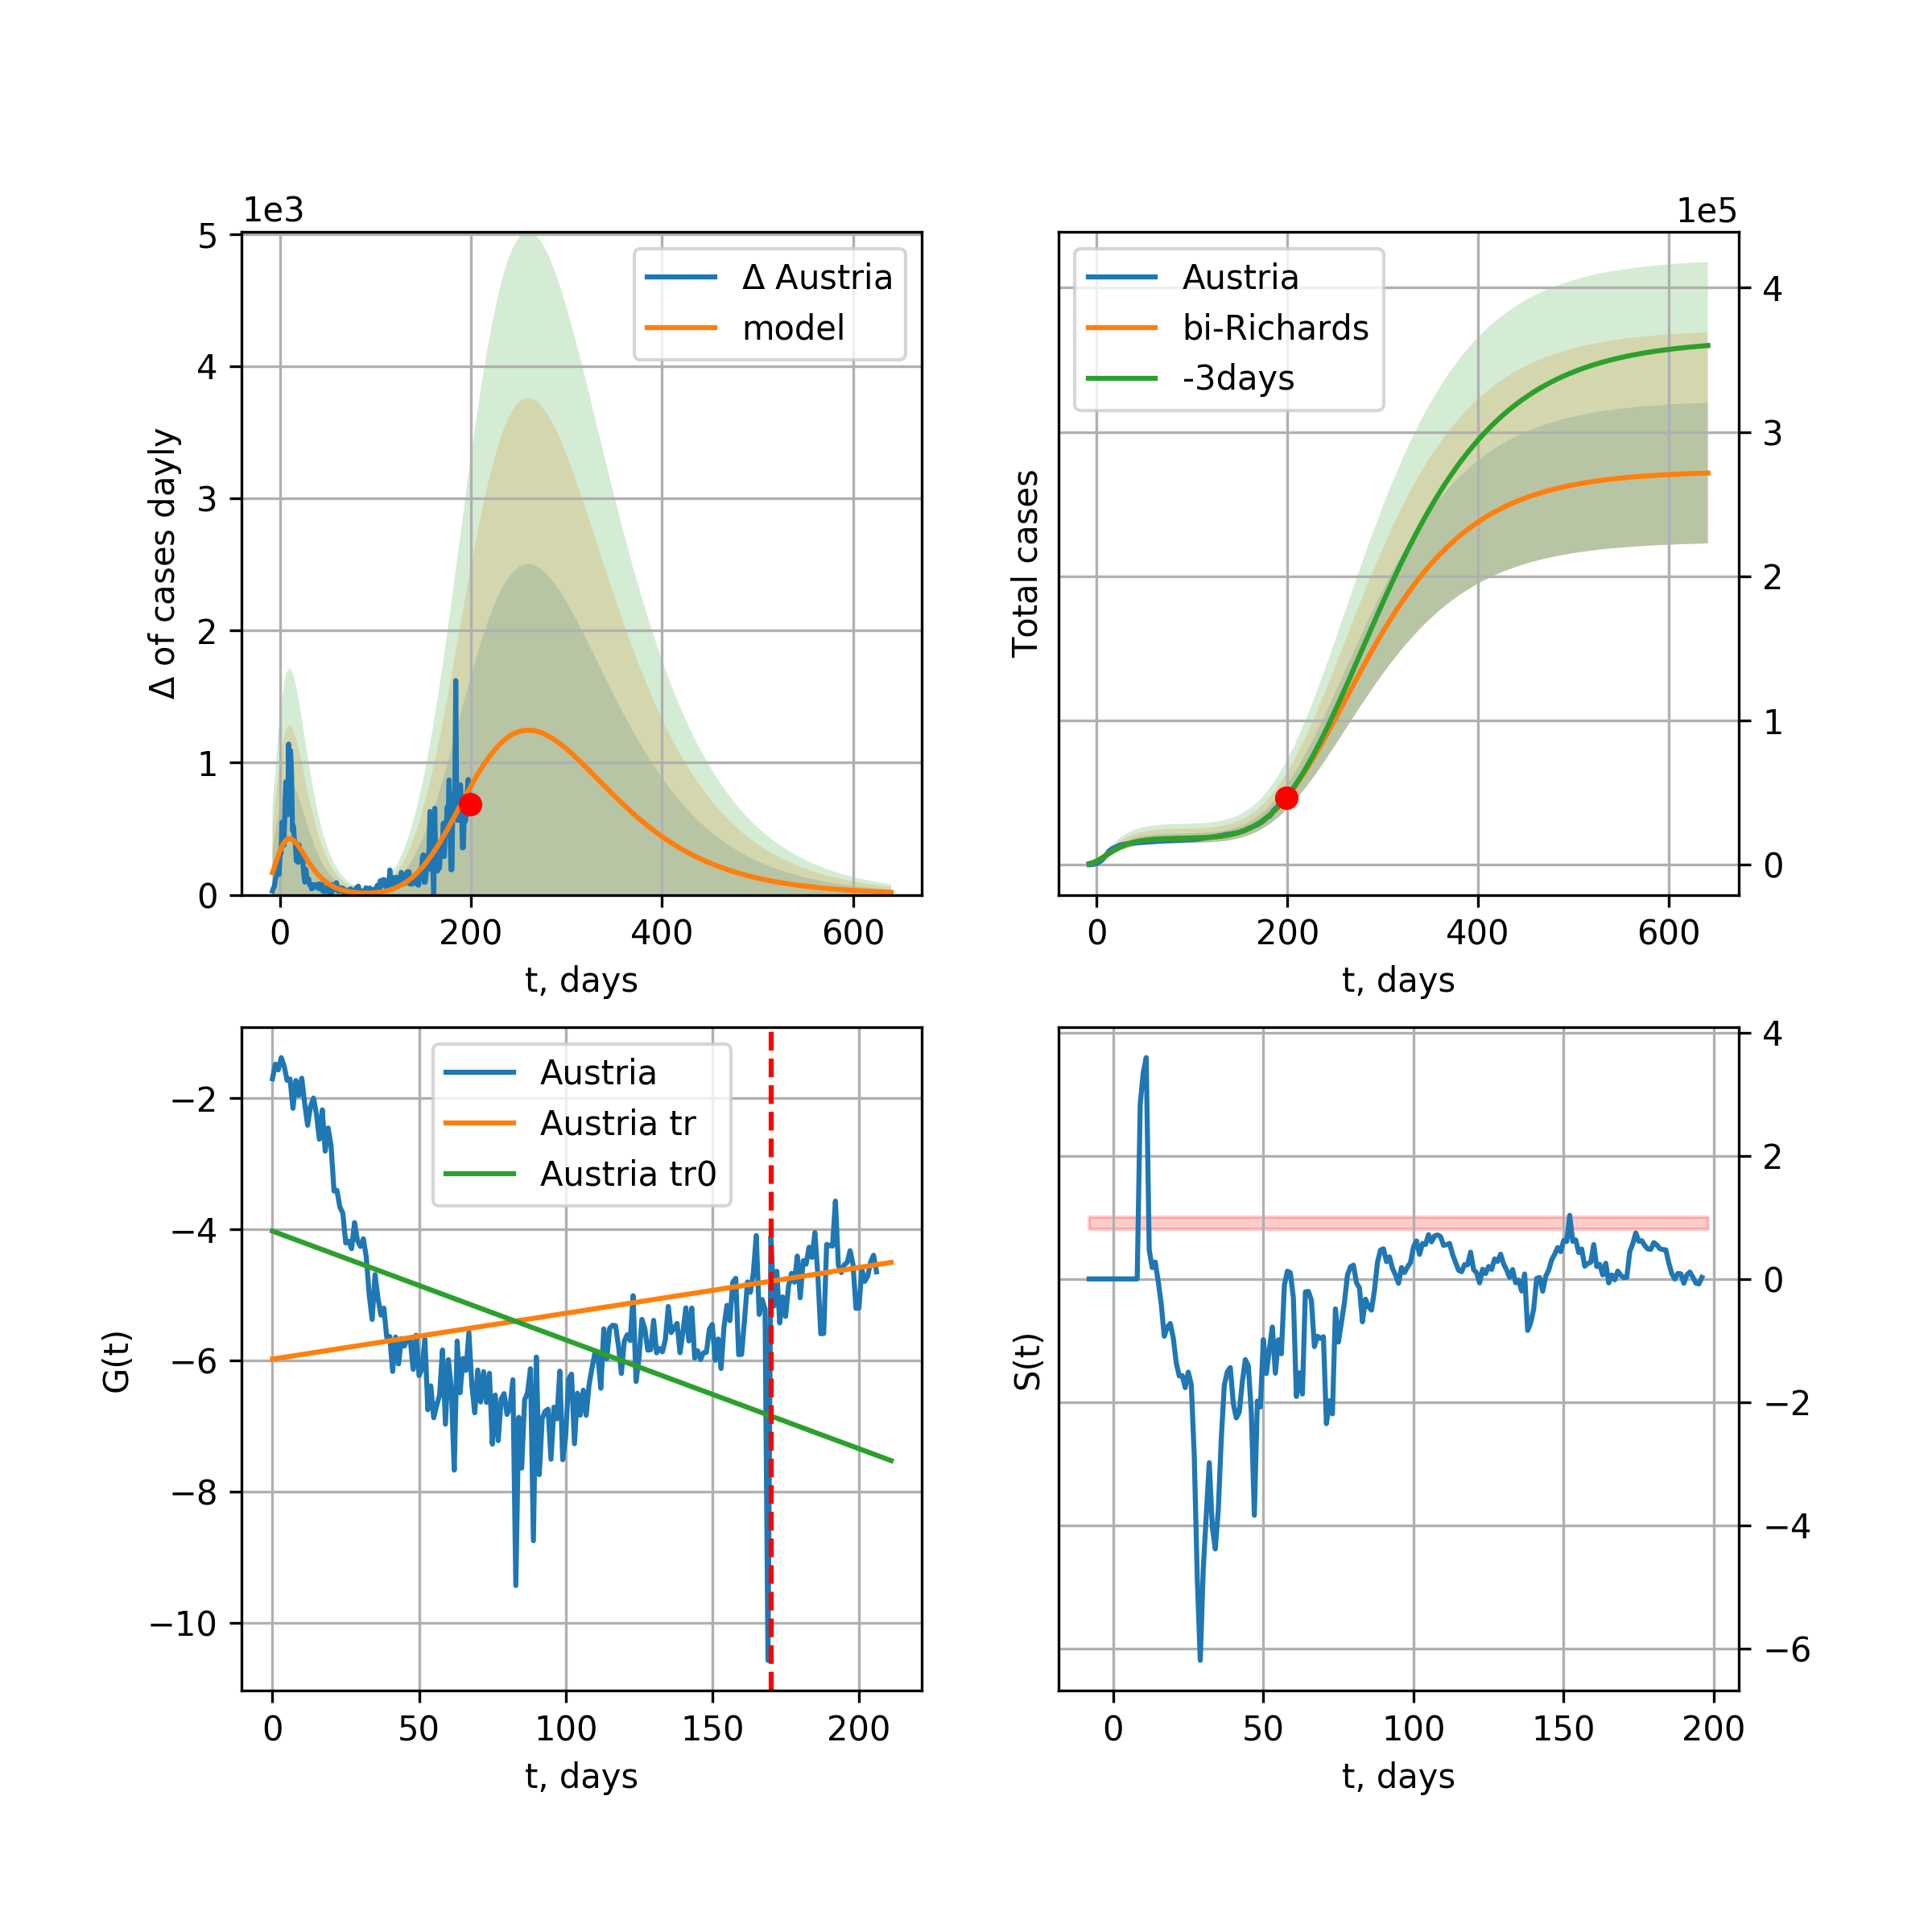 1e3
5
4
3
2
1
0
Δ of cases dayly
0 200 400 600
t, days
Δ Austria
model
1e5
4
3
2
1
0
Total cases
0 200 400 600
t, days
Austria
bi-Richards
-3days
−2
−4
−6
−8
−10
G(t)
0 50 100 150 200
t, days
Austria
Austria tr
Austria tr0
4
2
0
−2
−4
−6
S(t)
0 50 100 150 200
t, days